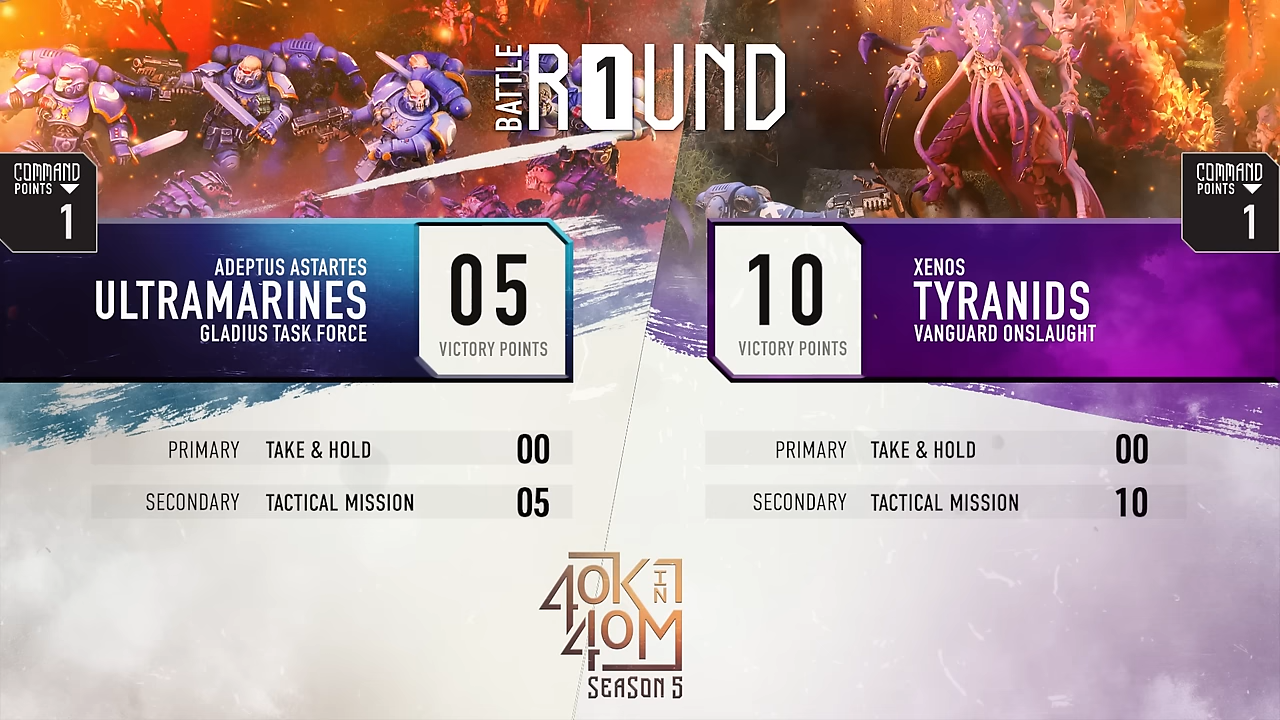 BATTLE
R1UND
COMMAND
POINTS
1
COMMAND
POINTS
1
ADEPTUS ASTARTES
ULTRAMARINES
GLADIUS TASK FORCE
05
VICTORY POINTS
10
VICTORY POINTS
XENOS
TYRANIDS
VANGUARD ONSLAUGHT
PRIMARY TAKE & HOLD 00
SECONDARY TACTICAL MISSION 05
PRIMARY TAKE & HOLD 00
SECONDARY TACTICAL MISSION 10
40K IN
40M
SEASON 5